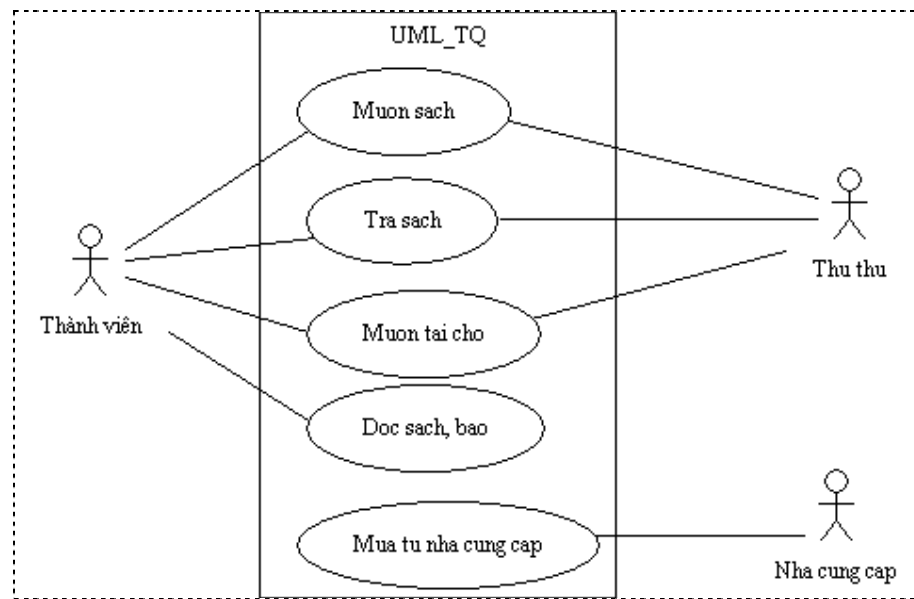 UML_TQ
Muon sach
Tra sach
Thu thu
Thành viên
Muon tai cho
Doc sach, bao
Mua tu nha cung cap
Nha cung cap